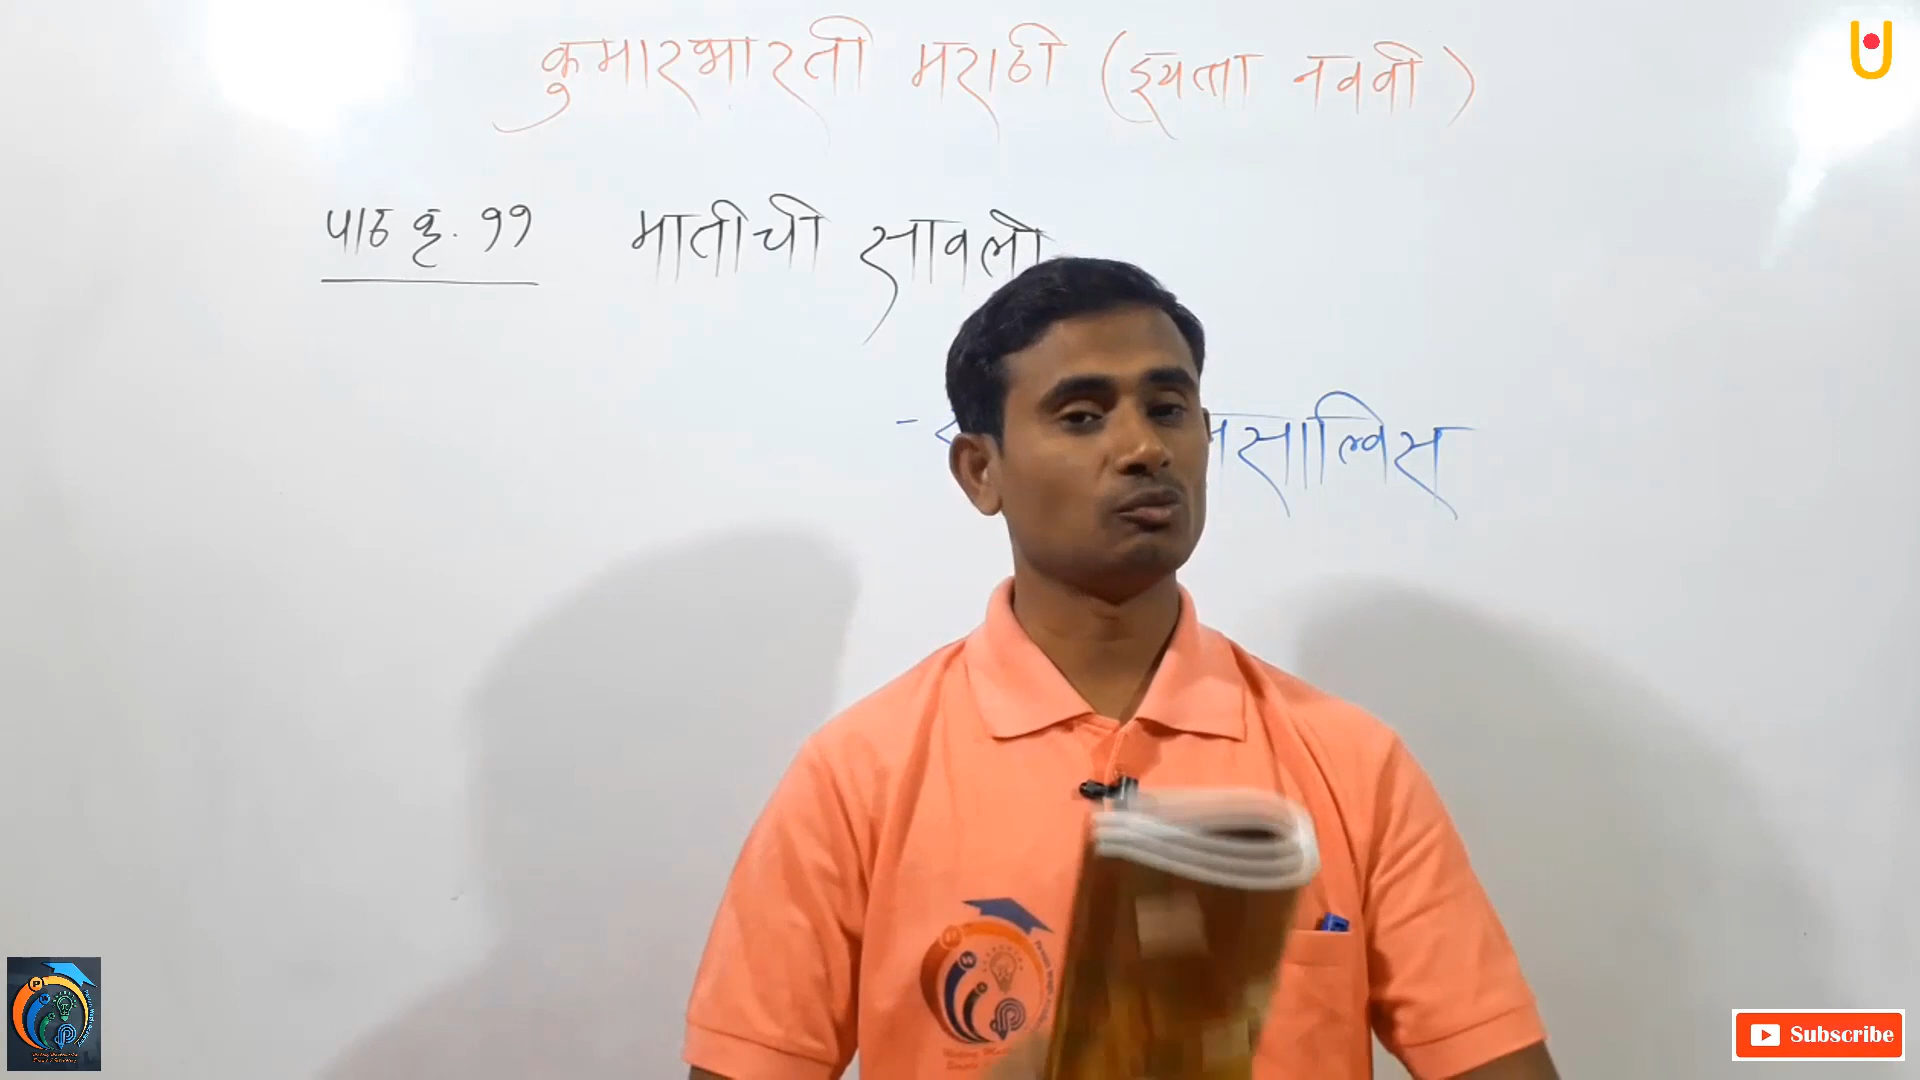 कुमारभारती मराठी (इयत्ता नववी)
पाठ क्र. ११ मातीची सावली
साल्विस
Subscribe